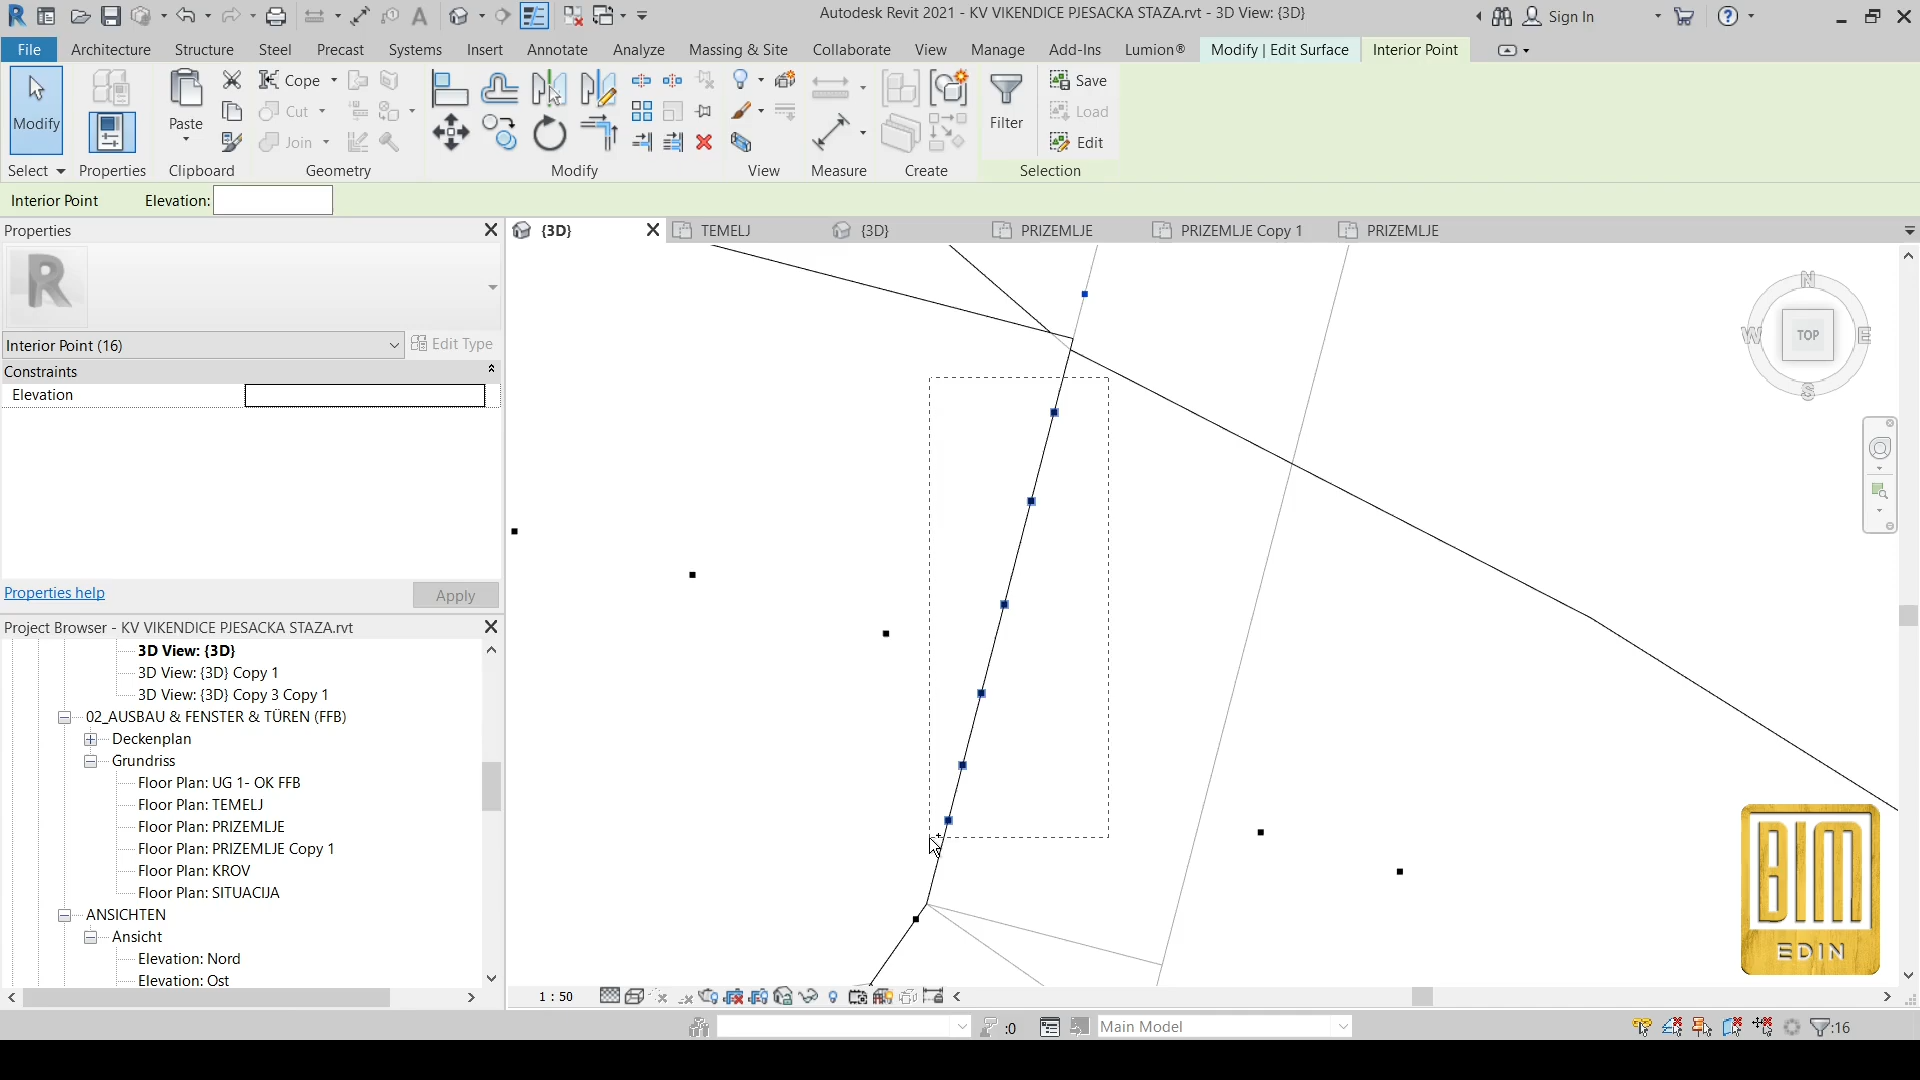 Autodesk Revit 2021 - KV VIKENDICE PJESACKA STAZA.rvt - 3D View: {3D}
Sign In
File Architecture Structure Steel Precast Systems Insert Annotate Analyze Massing & Site Collaborate View Manage Add-Ins Lumion® Modify | Edit Surface Interior Point
Cope
Save
Cut
Load
Modify
Paste
Filter
Join
Edit
Select Properties Clipboard Geometry Modify View Measure Create Selection
Interior Point Elevation:
Properties
{3D} TEMELJ {3D} PRIZEMLJE PRIZEMLJE Copy 1 PRIZEMLJE
R
Interior Point (16) Edit Type
Constraints
Elevation
Properties help Apply
Project Browser - KV VIKENDICE PJESACKA STAZA.rvt
3D View: {3D}
3D View: {3D} Copy 1
3D View: {3D} Copy 3 Copy 1
02_AUSBAU & FENSTER & TÜREN (FFB)
Deckenplan
Grundriss
Floor Plan: UG 1- OK FFB
Floor Plan: TEMELJ
Floor Plan: PRIZEMLJE
Floor Plan: PRIZEMLJE Copy 1
Floor Plan: KROV
Floor Plan: SITUACIJA
ANSICHTEN
Ansicht
Elevation: Nord
Elevation: Ost
N
W TOP E
S
BIM
EDIN
1 : 50
:0 Main Model :16